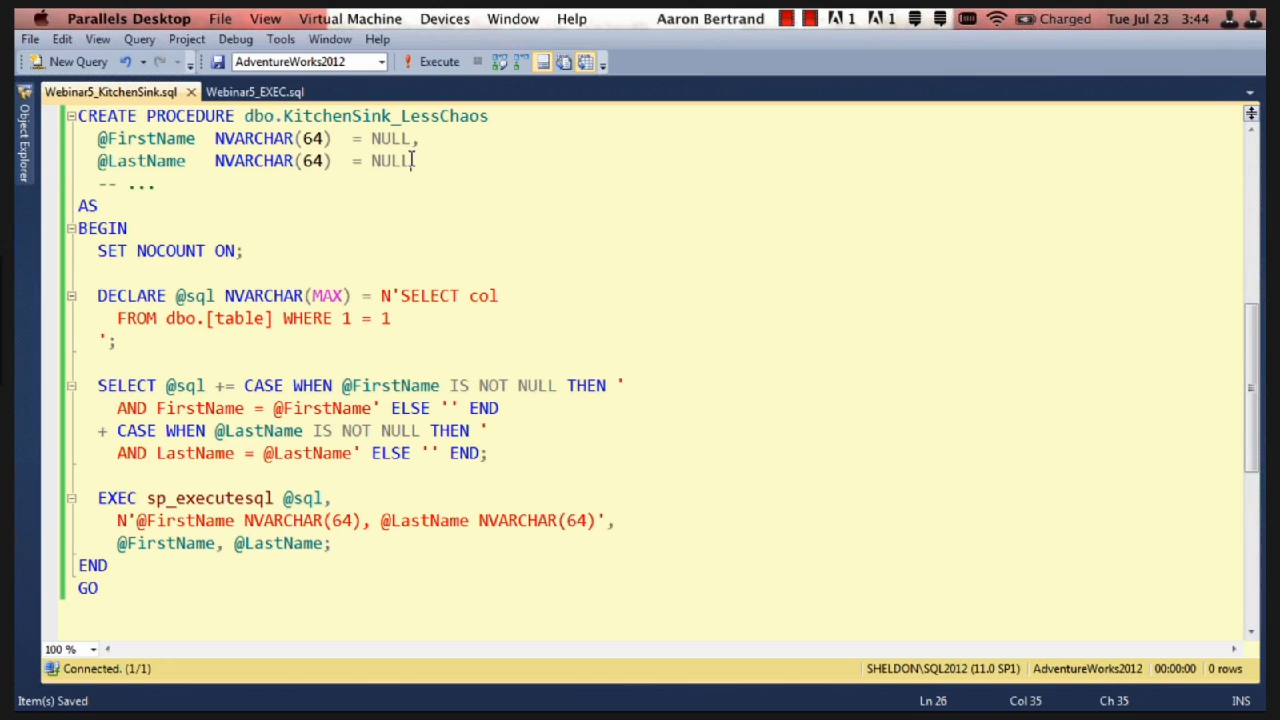 Parallels Desktop File View Virtual Machine Devices Window Help Aaron Bertrand 1 1 Charged Tue Jul 23 3:44
File Edit View Query Project Debug Tools Window Help
New Query AdventureWorks2012 Execute
Webinar5_KitchenSink.sql Webinar5_EXEC.sql
Object Explorer
CREATE PROCEDURE dbo.KitchenSink_LessChaos
@FirstName NVARCHAR(64) = NULL,
@LastName NVARCHAR(64) = NULL
-- ...
AS
BEGIN
SET NOCOUNT ON;
DECLARE @sql NVARCHAR(MAX) = N'SELECT col
FROM dbo.[table] WHERE 1 = 1
';
SELECT @sql += CASE WHEN @FirstName IS NOT NULL THEN '
AND FirstName = @FirstName' ELSE '' END
+ CASE WHEN @LastName IS NOT NULL THEN '
AND LastName = @LastName' ELSE '' END;
EXEC sp_executesql @sql,
N'@FirstName NVARCHAR(64), @LastName NVARCHAR(64)',
@FirstName, @LastName;
END
GO
100 %
Connected. (1/1) SHELDON\SQL2012 (11.0 SP1) AdventureWorks2012 00:00:00 0 rows
Item(s) Saved Ln 26 Col 35 Ch 35 INS